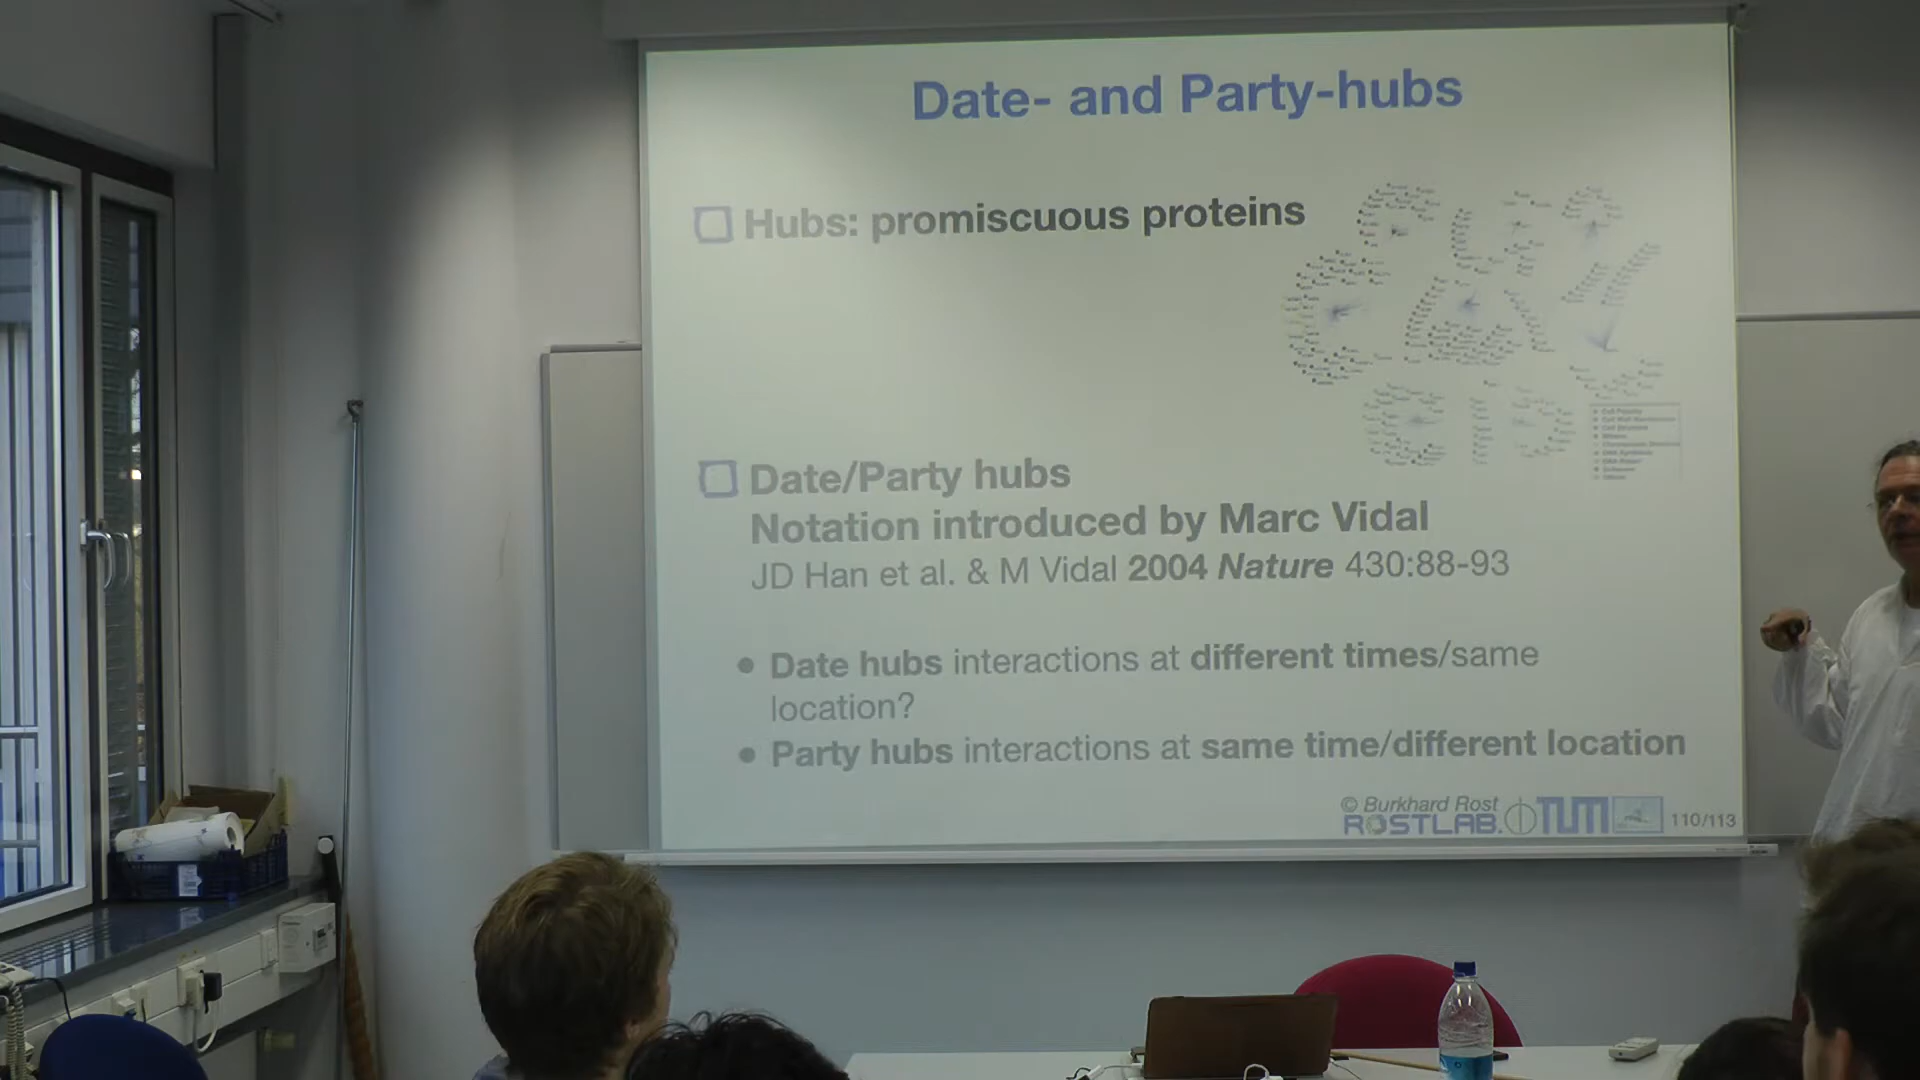 Date- and Party-hubs
Hubs: promiscuous proteins
Date/Party hubs
Notation introduced by Marc Vidal
JD Han et al. & M Vidal 2004 Nature 430:88-93
Date hubs interactions at different times/same
location?
Party hubs interactions at same time/different location
© Burkhard Rost
ROSTLAB.
TUM
110/113